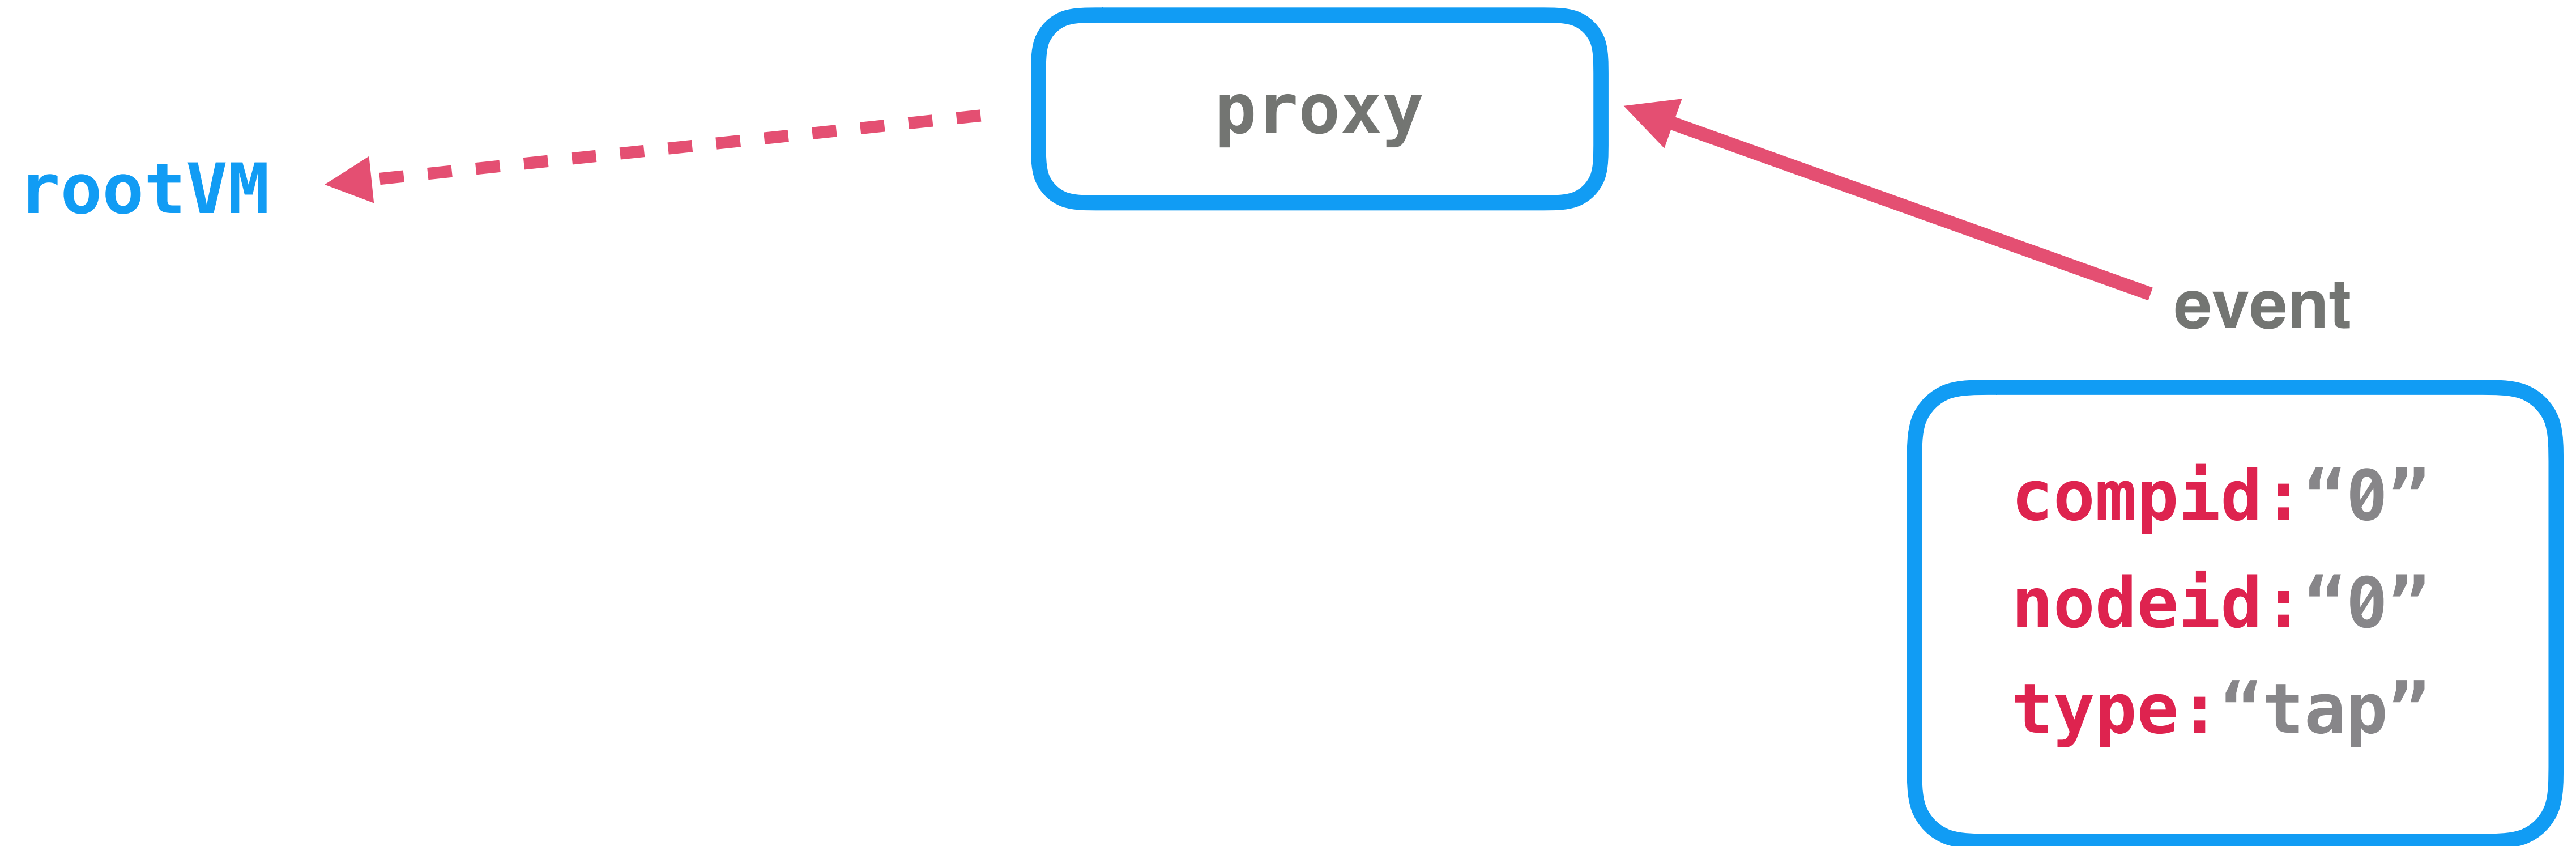 proxy
rootVM
event
compid:“0”
nodeid:“0”
type:“tap”